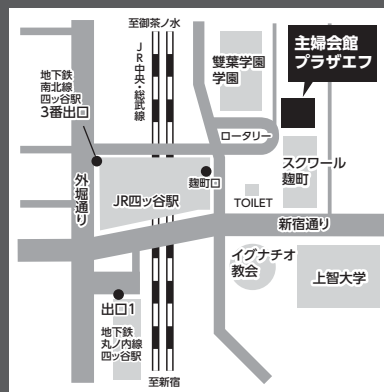 至御茶ノ水
主婦会館
プラザエフ
雙葉学園
学園
JR中央・総武線
地下鉄
南北線
四ッ谷駅
3番出口
ロータリー
スクワール
麹町
麹町口
外堀通り
JR四ッ谷駅
TOILET
新宿通り
イグナチオ
教会
上智大学
出口1
地下鉄
丸ノ内線
四ッ谷駅
至新宿